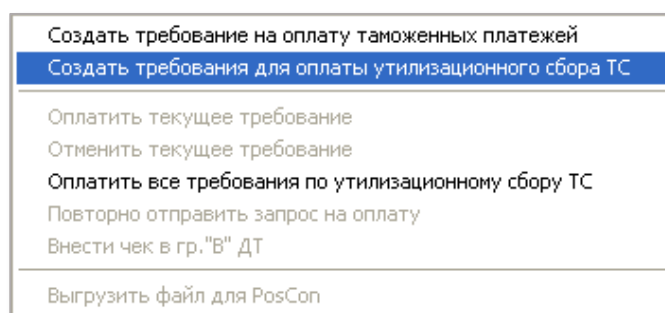 Создать требование на оплату таможенных платежей
Создать требования для оплаты утилизационного сбора ТС
Оплатить текущее требование
Отменить текущее требование
Оплатить все требования по утилизационному сбору ТС
Повторно отправить запрос на оплату
Внести чек в гр."В" ДТ
Выгрузить файл для PosCon